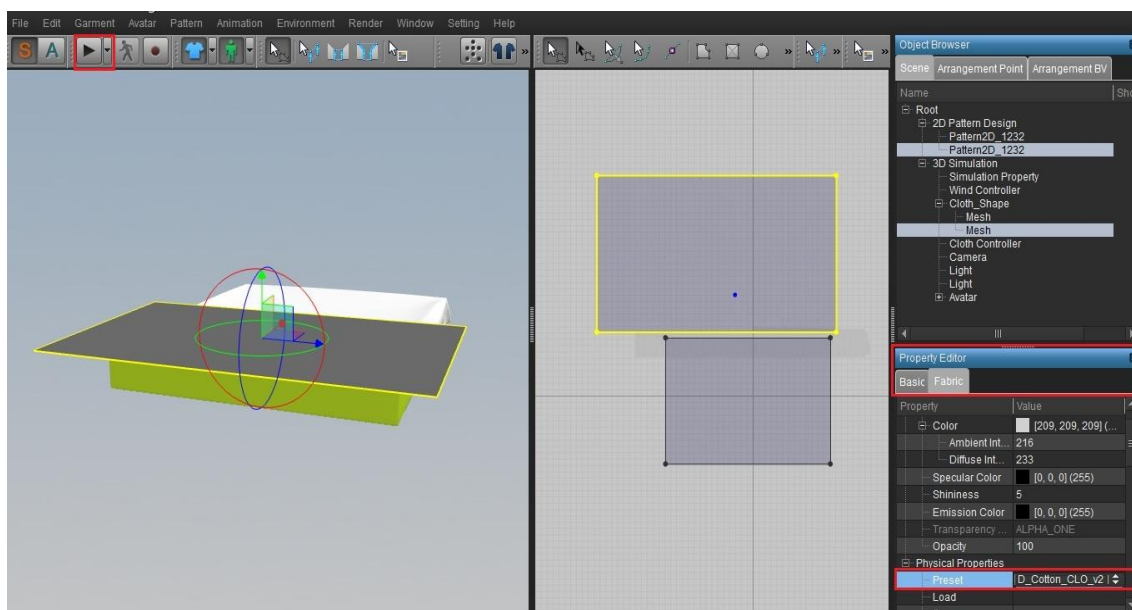 File Edit Garment Avatar Pattern Animation Environment Render Window Setting Help
S A
» » »
Object Browser
Scene Arrangement Point Arrangement BV
Name Sho
Root
2D Pattern Design
Pattern2D_1232
Pattern2D_1232
3D Simulation
Simulation Property
Wind Controller
Cloth_Shape
Mesh
Mesh
Cloth Controller
Camera
Light
Light
Avatar
Property Editor
Basic Fabric
Property Value
Color [209, 209, 209] (...
Ambient Int... 216
Diffuse Int... 233
Specular Color [0, 0, 0] (255)
Shininess 5
Emission Color [0, 0, 0] (255)
Transparency ... ALPHA_ONE
Opacity 100
Physical Properties
Preset D_Cotton_CLO_v2 |
Load